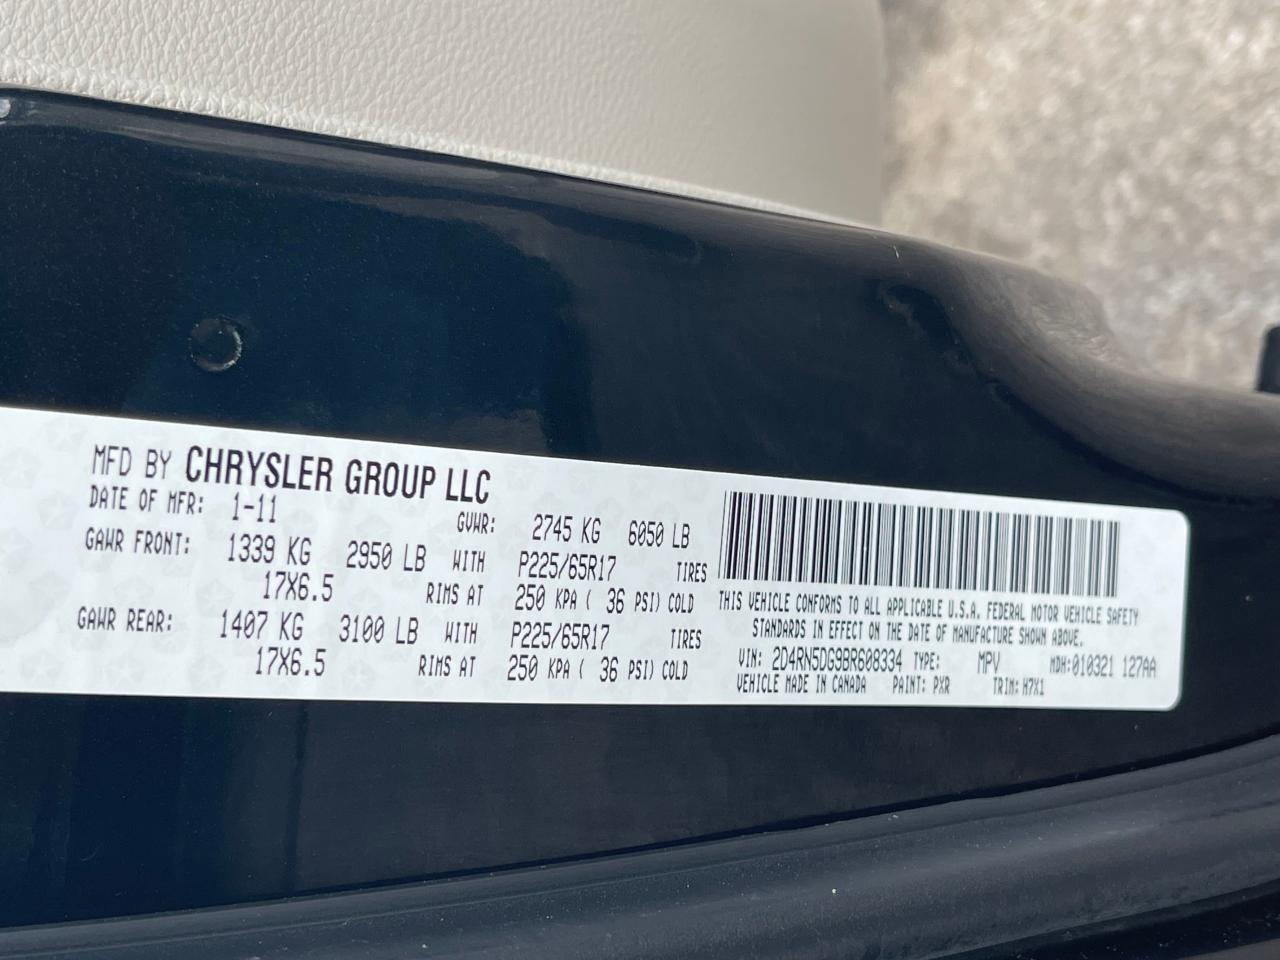 MFD BY CHRYSLER GROUP LLC
DATE OF MFR: 1-11 GVWR: 2745 KG 6050 LB
GAWR FRONT: 1339 KG 2950 LB WITH P225/65R17 TIRES
17X6.5 RIMS AT 250 KPA ( 36 PSI) COLD
GAWR REAR: 1407 KG 3100 LB WITH P225/65R17 TIRES
17X6.5 RIMS AT 250 KPA ( 36 PSI) COLD
THIS VEHICLE CONFORMS TO ALL APPLICABLE U.S.A. FEDERAL MOTOR VEHICLE SAFETY
STANDARDS IN EFFECT ON THE DATE OF MANUFACTURE SHOWN ABOVE.
VIN: 2D4RN5DG9BR608334 TYPE: MPV MDH:010321 127AA
VEHICLE MADE IN CANADA PAINT: PXR TRIM: H7X1